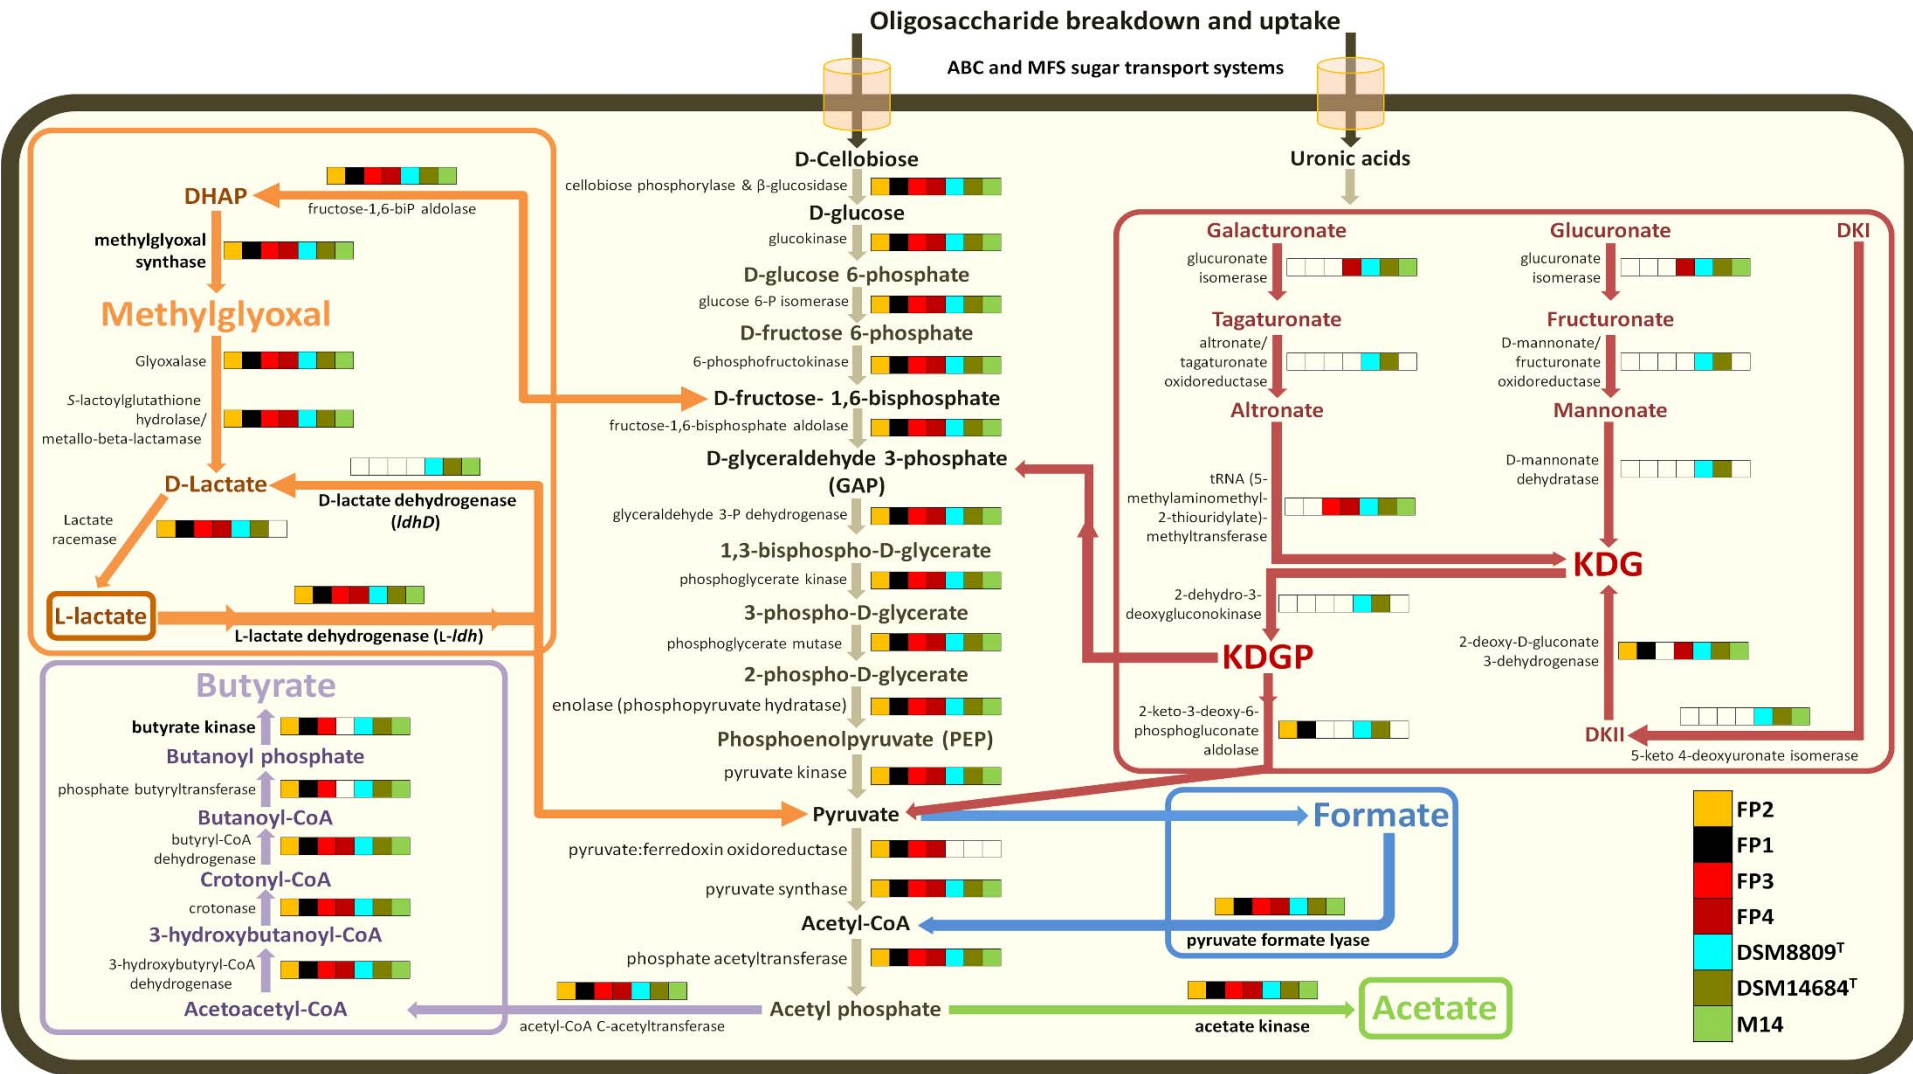 Oligosaccharide breakdown and uptake
ABC and MFS sugar transport systems
DHAP
fructose-1,6-biP aldolase
methylglyoxal
synthase
Methylglyoxal
Glyoxalase
S-lactoylglutathione
hydrolase/
metallo-beta-lactamase
D-Lactate
D-lactate dehydrogenase
(ldhD)
Lactate
racemase
L-lactate
L-lactate dehydrogenase (L-ldh)
Butyrate
butyrate kinase
Butanoyl phosphate
phosphate butyryltransferase
Butanoyl-CoA
butyryl-CoA
dehydrogenase
Crotonyl-CoA
crotonase
3-hydroxybutanoyl-CoA
3-hydroxybutyryl-CoA
dehydrogenase
Acetoacetyl-CoA
acetyl-CoA C-acetyltransferase
D-Cellobiose
cellobiose phosphorylase & β-glucosidase
D-glucose
glucokinase
D-glucose 6-phosphate
glucose 6-P isomerase
D-fructose 6-phosphate
6-phosphofructokinase
D-fructose- 1,6-bisphosphate
fructose-1,6-bisphosphate aldolase
D-glyceraldehyde 3-phosphate
(GAP)
glyceraldehyde 3-P dehydrogenase
1,3-bisphospho-D-glycerate
phosphoglycerate kinase
3-phospho-D-glycerate
phosphoglycerate mutase
2-phospho-D-glycerate
enolase (phosphopyruvate hydratase)
Phosphoenolpyruvate (PEP)
pyruvate kinase
Pyruvate
pyruvate:ferredoxin oxidoreductase
pyruvate synthase
Acetyl-CoA
phosphate acetyltransferase
Acetyl phosphate
acetate kinase
Acetate
Formate
pyruvate formate lyase
Uronic acids
Galacturonate
glucuronate
isomerase
Tagaturonate
altronate/
tagaturonate
oxidoreductase
Altronate
tRNA (5-
methylaminomethyl-
2-thiouridylate)-
methyltransferase
Glucuronate
glucuronate
isomerase
Fructuronate
D-mannonate/
fructuronate
oxidoreductase
Mannonate
D-mannonate
dehydratase
KDG
2-dehydro-3-
deoxygluconokinase
KDGP
2-keto-3-deoxy-6-
phosphogluconate
aldolase
2-deoxy-D-gluconate
3-dehydrogenase
DKI
DKII
5-keto 4-deoxyuronate isomerase
FP2
FP1
FP3
FP4
DSM8809ᵀ
DSM14684ᵀ
M14